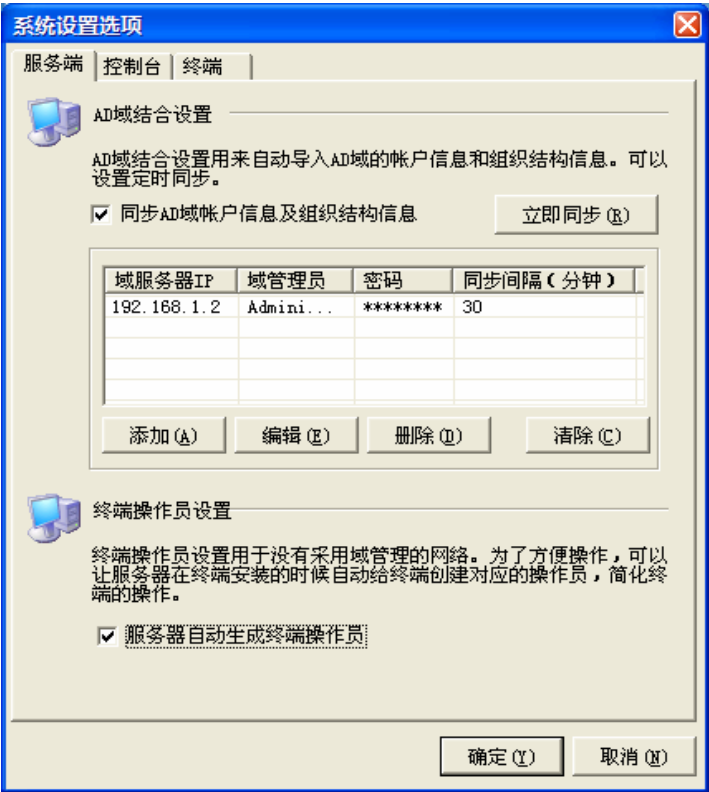 系统设置选项
服务端 控制台 终端
AD域结合设置
AD域结合设置用来自动导入AD域的帐户信息和组织结构信息。可以
设置定时同步。
同步AD域帐户信息及组织结构信息 立即同步(R)
域服务器IP 域管理员 密码 同步间隔(分钟)
192.168.1.2 Admini... ******** 30
添加(A) 编辑(E) 删除(D) 清除(C)
终端操作员设置
终端操作员设置用于没有采用域管理的网络。为了方便操作,可以
让服务器在终端安装的时候自动给终端创建对应的操作员,简化终
端的操作。
服务器自动生成终端操作员
确定(Y) 取消(N)